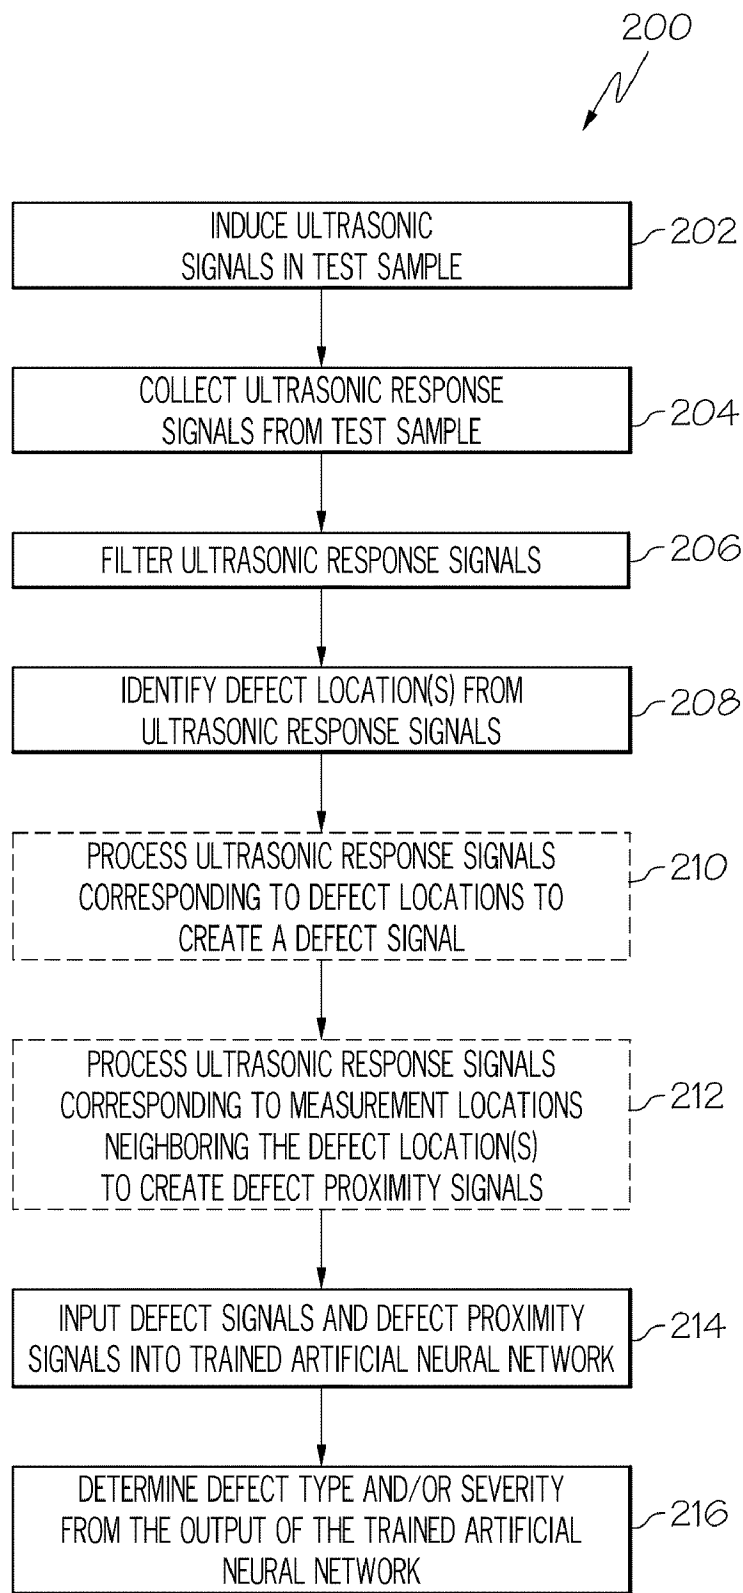 200
INDUCE ULTRASONIC
SIGNALS IN TEST SAMPLE
202
COLLECT ULTRASONIC RESPONSE
SIGNALS FROM TEST SAMPLE
204
FILTER ULTRASONIC RESPONSE SIGNALS
206
IDENTIFY DEFECT LOCATION(S) FROM
ULTRASONIC RESPONSE SIGNALS
208
PROCESS ULTRASONIC RESPONSE SIGNALS
CORRESPONDING TO DEFECT LOCATIONS TO
CREATE A DEFECT SIGNAL
210
PROCESS ULTRASONIC RESPONSE SIGNALS
CORRESPONDING TO MEASUREMENT LOCATIONS
NEIGHBORING THE DEFECT LOCATION(S)
TO CREATE DEFECT PROXIMITY SIGNALS
212
INPUT DEFECT SIGNALS AND DEFECT PROXIMITY
SIGNALS INTO TRAINED ARTIFICIAL NEURAL NETWORK
214
DETERMINE DEFECT TYPE AND/OR SEVERITY
FROM THE OUTPUT OF THE TRAINED ARTIFICIAL
NEURAL NETWORK
216